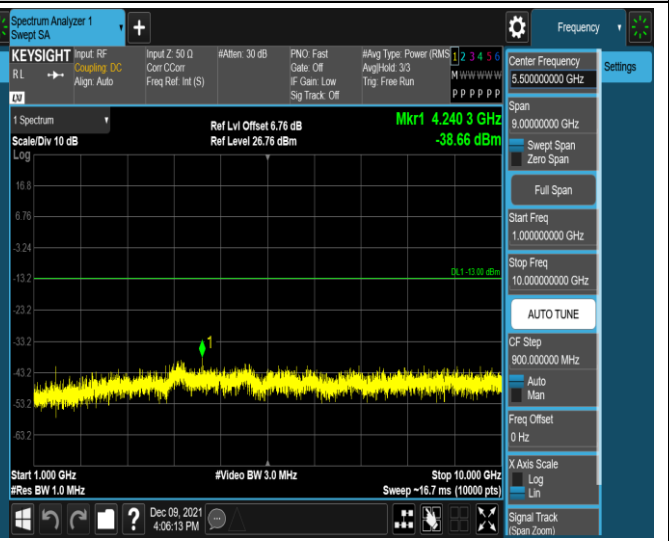 Spectrum Analyzer 1
Swept SA
Frequency
KEYSIGHT
RL
LXI
Input: RF
Coupling: DC
Align: Auto
Input Z: 50 Ω
Corr CCorr
Freq Ref: Int (S)
#Atten: 30 dB
PNO: Fast
Gate: Off
IF Gain: Low
Sig Track: Off
#Avg Type: Power (RMS
Avg|Hold: 3/3
Trig: Free Run
1 2 3 4 5 6
M W W W W W
P P P P P P
1 Spectrum
Scale/Div 10 dB
Log
Ref Lvl Offset 6.76 dB
Ref Level 26.76 dBm
Mkr1 4.240 3 GHz
-38.66 dBm
16.8
6.76
-3.24
-13.2
-23.2
-33.2
-43.2
-53.2
-63.2
DL1 -13.00 dBm
1
Start 1.000 GHz
#Res BW 1.0 MHz
#Video BW 3.0 MHz
Stop 10.000 GHz
Sweep ~16.7 ms (10000 pts)
Dec 09, 2021
4:06:13 PM
Center Frequency
5.500000000 GHz
Span
9.00000000 GHz
Swept Span
Zero Span
Full Span
Start Freq
1.000000000 GHz
Stop Freq
10.000000000 GHz
AUTO TUNE
CF Step
900.000000 MHz
Auto
Man
Freq Offset
0 Hz
X Axis Scale
Log
Lin
Signal Track
(Span Zoom)
Settings